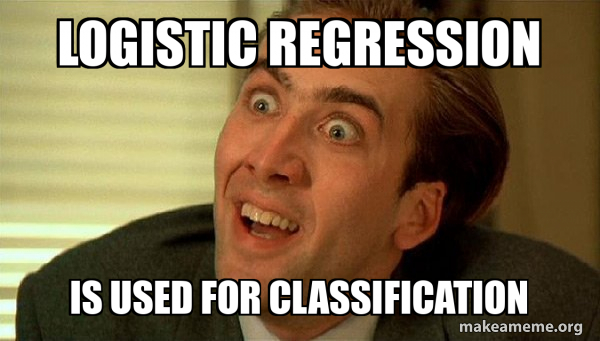 LOGISTIC REGRESSION
IS USED FOR CLASSIFICATION
makeameme.org